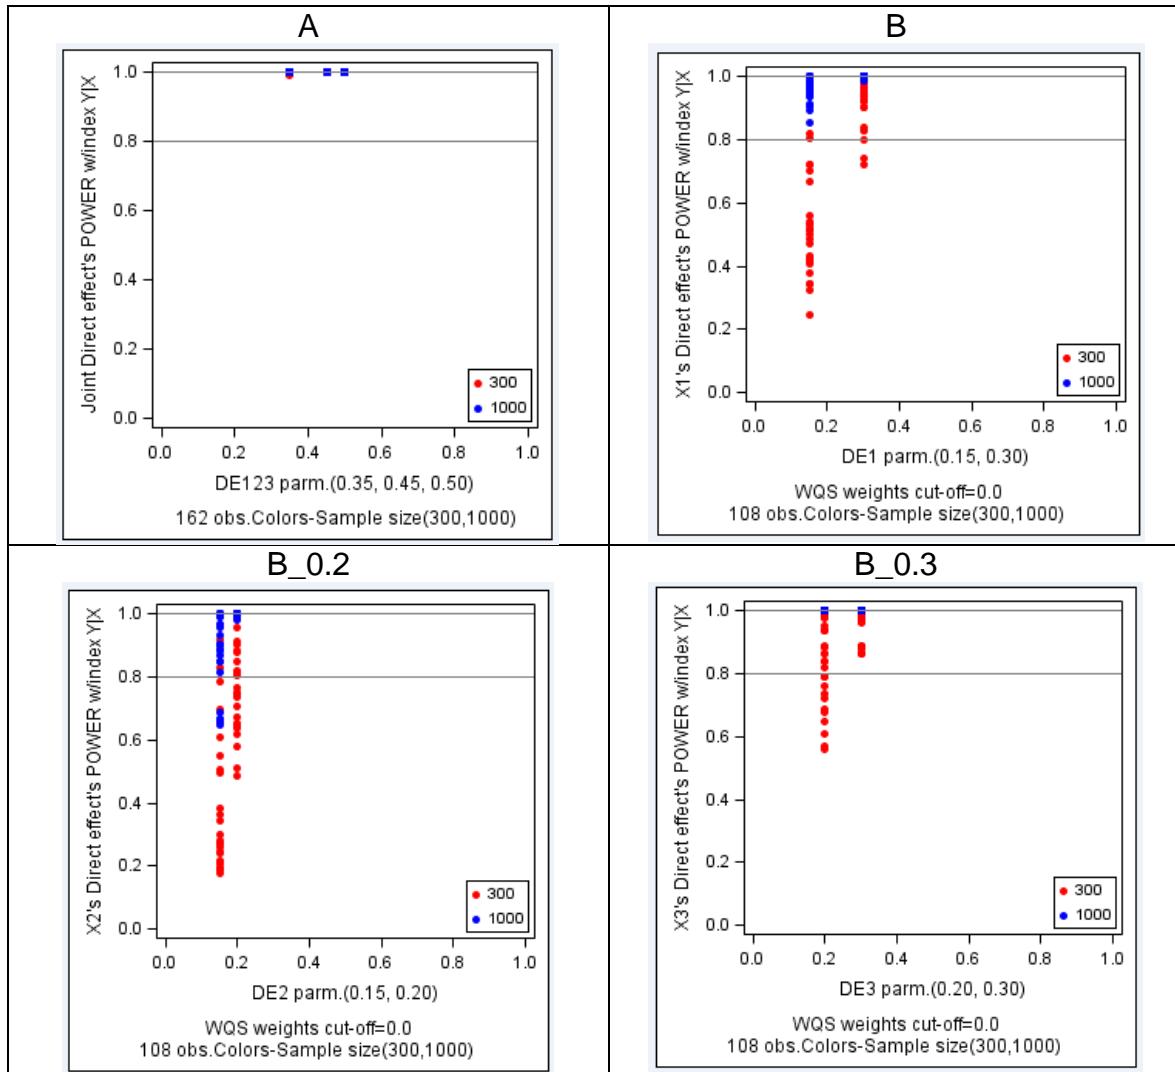 A
Joint Direct effect's POWER w/index Y|X
1.0
0.8
0.6
0.4
0.2
0.0
300
1000
0.0 0.2 0.4 0.6 0.8 1.0
DE123 parm.(0.35, 0.45, 0.50)
162 obs.Colors-Sample size(300,1000)
B
X1's Direct effect's POWER w/index Y|X
1.0
0.8
0.6
0.4
0.2
0.0
300
1000
0.0 0.2 0.4 0.6 0.8 1.0
DE1 parm.(0.15, 0.30)
WQS weights cut-off=0.0
108 obs.Colors-Sample size(300,1000)
B_0.2
X2's Direct effect's POWER w/index Y|X
1.0
0.8
0.6
0.4
0.2
0.0
300
1000
0.0 0.2 0.4 0.6 0.8 1.0
DE2 parm.(0.15, 0.20)
WQS weights cut-off=0.0
108 obs.Colors-Sample size(300,1000)
B_0.3
X3's Direct effect's POWER w/index Y|X
1.0
0.8
0.6
0.4
0.2
0.0
300
1000
0.0 0.2 0.4 0.6 0.8 1.0
DE3 parm.(0.20, 0.30)
WQS weights cut-off=0.0
108 obs.Colors-Sample size(300,1000)